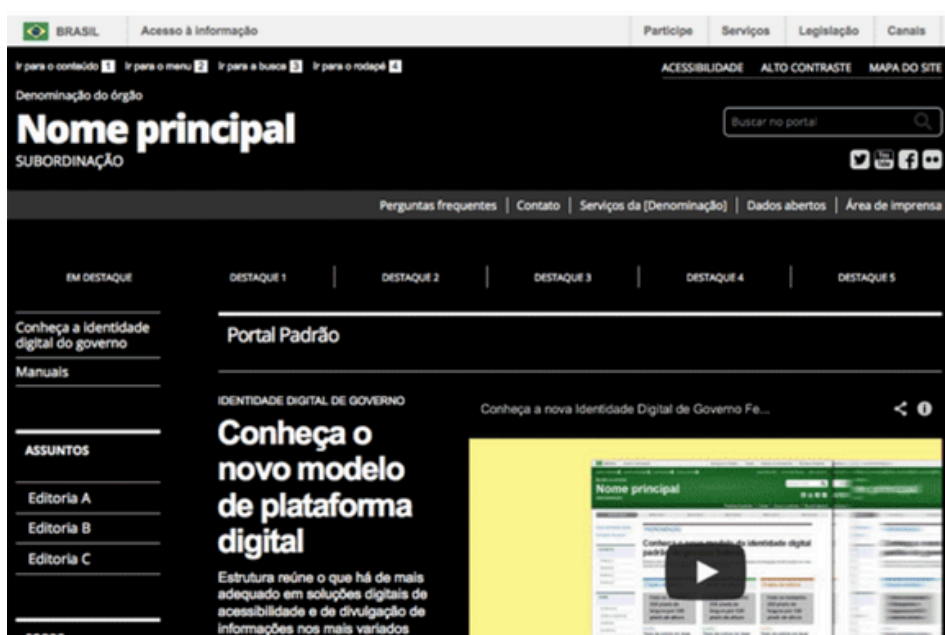 BRASIL Acesso à informação Participe Serviços Legislação Canais
Ir para o conteúdo 1 Ir para o menu 2 Ir para a busca 3 Ir para o rodapé 4 ACESSIBILIDADE ALTO CONTRASTE MAPA DO SITE
Denominação do órgão
Nome principal
Buscar no portal
SUBORDINAÇÃO
You Tube
Perguntas frequentes | Contato | Serviços da [Denominação] | Dados abertos | Área de imprensa
EM DESTAQUE DESTAQUE 1 DESTAQUE 2 DESTAQUE 3 DESTAQUE 4 DESTAQUE 5
Conheça a identidade
digital do governo
Manuais
ASSUNTOS
Editoria A
Editoria B
Editoria C
Portal Padrão
IDENTIDADE DIGITAL DE GOVERNO
Conheça o
novo modelo
de plataforma
digital
Estrutura reúne o que há de mais
adequado em soluções digitais de
acessibilidade e de divulgação de
informações nos mais variados
Conheça a nova Identidade Digital de Governo Fe...
Nome principal